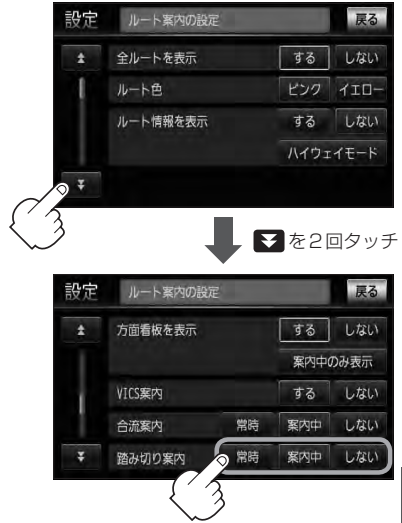 設定 ルート案内の設定 戻る
全ルートを表示 する しない
ルート色 ピンク イエロー
ルート情報を表示 する しない
ハイウェイモード
を2回タッチ
設定 ルート案内の設定 戻る
方面看板を表示 する しない
案内中のみ表示
VICS案内 する しない
合流案内 常時 案内中 しない
踏み切り案内 常時 案内中 しない